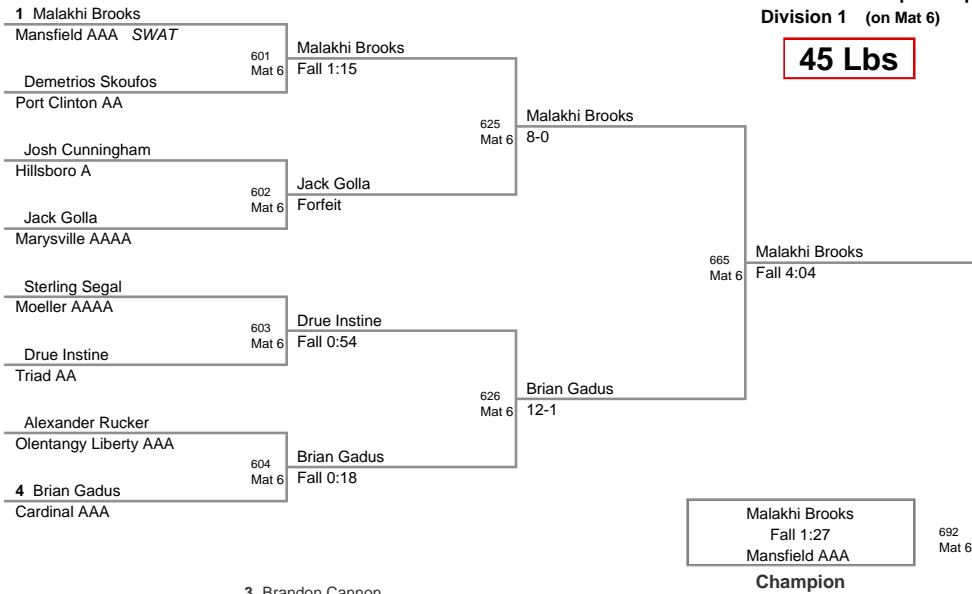 Division 1 (on Mat 6)
45 Lbs
1 Malakhi Brooks
Mansfield AAA SWAT
601
Mat 6
Malakhi Brooks
Fall 1:15
Demetrios Skoufos
Port Clinton AA
625
Mat 6
Malakhi Brooks
8-0
Josh Cunningham
Hillsboro A
602
Mat 6
Jack Golla
Forfeit
Jack Golla
Marysville AAAA
665
Mat 6
Malakhi Brooks
Fall 4:04
Sterling Segal
Moeller AAAA
603
Mat 6
Drue Instine
Fall 0:54
Drue Instine
Triad AA
626
Mat 6
Brian Gadus
12-1
Alexander Rucker
Olentangy Liberty AAA
604
Mat 6
Brian Gadus
Fall 0:18
4 Brian Gadus
Cardinal AAA
Malakhi Brooks
Fall 1:27
Mansfield AAA
692
Mat 6
Champion
3 Brandon Cannon